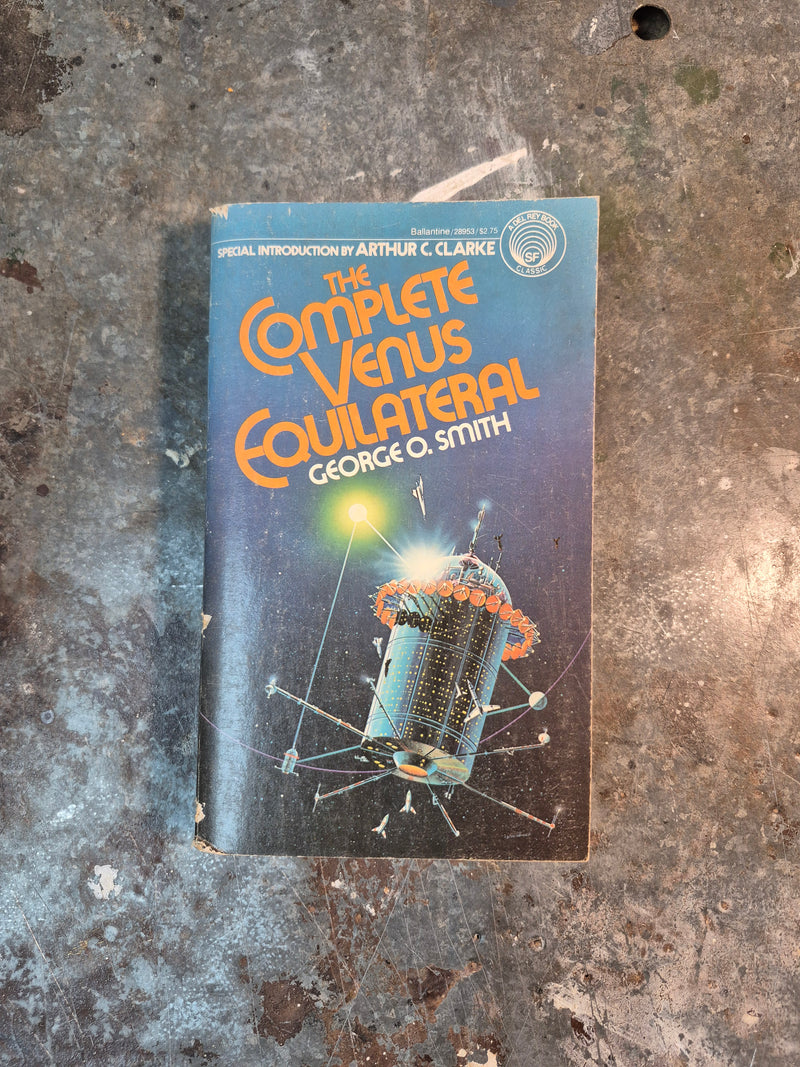 Ballantine/28953/$2.75
SPECIAL INTRODUCTION BY ARTHUR C. CLARKE
A DEL REY BOOK
SF
CLASSIC
THE
COMPLETE
VENUS
EQUILATERAL
GEORGE O. SMITH